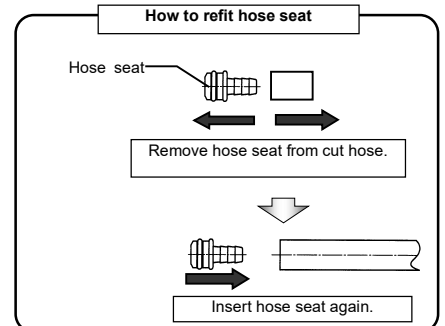 How to refit hose seat
Hose seat
Remove hose seat from cut hose.
Insert hose seat again.